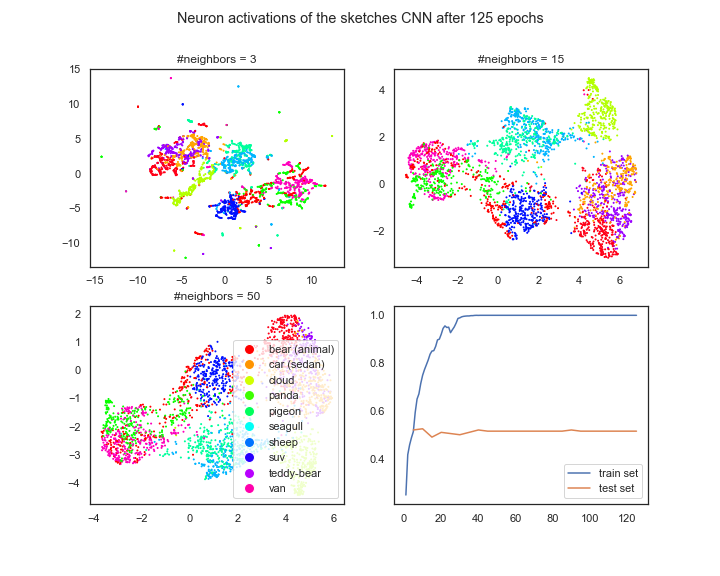 Neuron activations of the sketches CNN after 125 epochs
#neighbors = 3
15
10
5
0
−5
−10
−15 −10 −5 0 5 10
#neighbors = 15
4
2
0
−2
−4 −2 0 2 4 6
#neighbors = 50
2
1
0
−1
−2
−3
−4
−4 −2 0 2 4 6
bear (animal)
car (sedan)
cloud
panda
pigeon
seagull
sheep
suv
teddy-bear
van
1.0
0.8
0.6
0.4
0 20 40 60 80 100 120
train set
test set